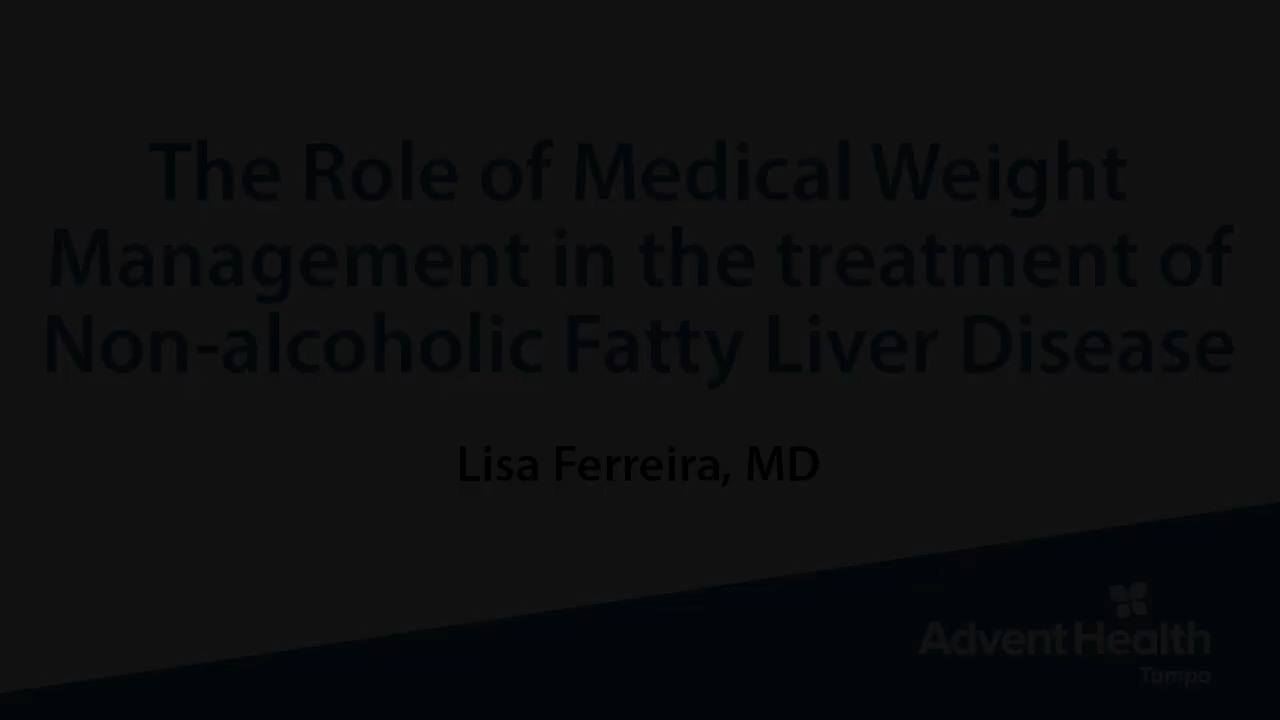 The Role of Medical Weight
Management in the treatment of
Non-alcoholic Fatty Liver Disease
Lisa Ferreira, MD
AdventHealth
Tampa